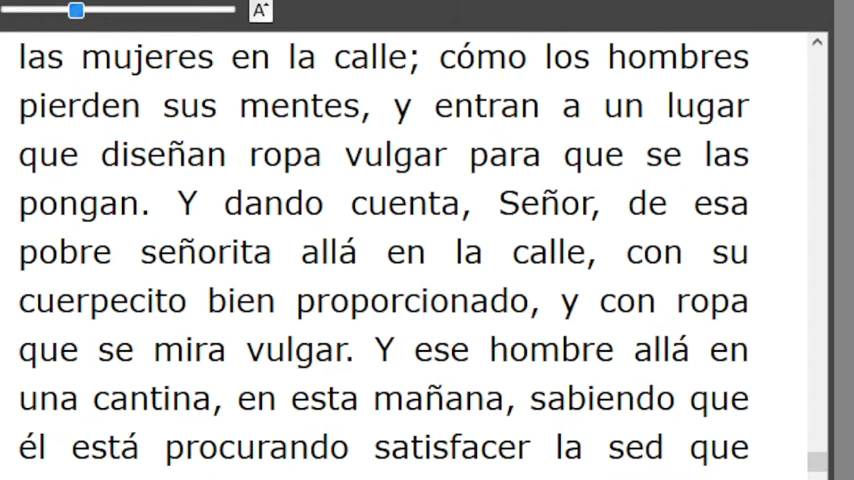 A
las mujeres en la calle; cómo los hombres
pierden sus mentes, y entran a un lugar
que diseñan ropa vulgar para que se las
pongan. Y dando cuenta, Señor, de esa
pobre señorita allá en la calle, con su
cuerpecito bien proporcionado, y con ropa
que se mira vulgar. Y ese hombre allá en
una cantina, en esta mañana, sabiendo que
él está procurando satisfacer la sed que